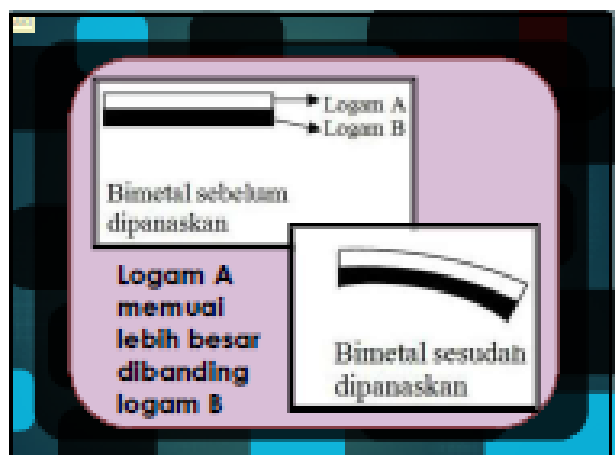 Logam A
Logam B
Bimetal sebelum
dipanaskan
Logam A
memuai
lebih besar
dibanding
logam B
Bimetal sesudah
dipanaskan